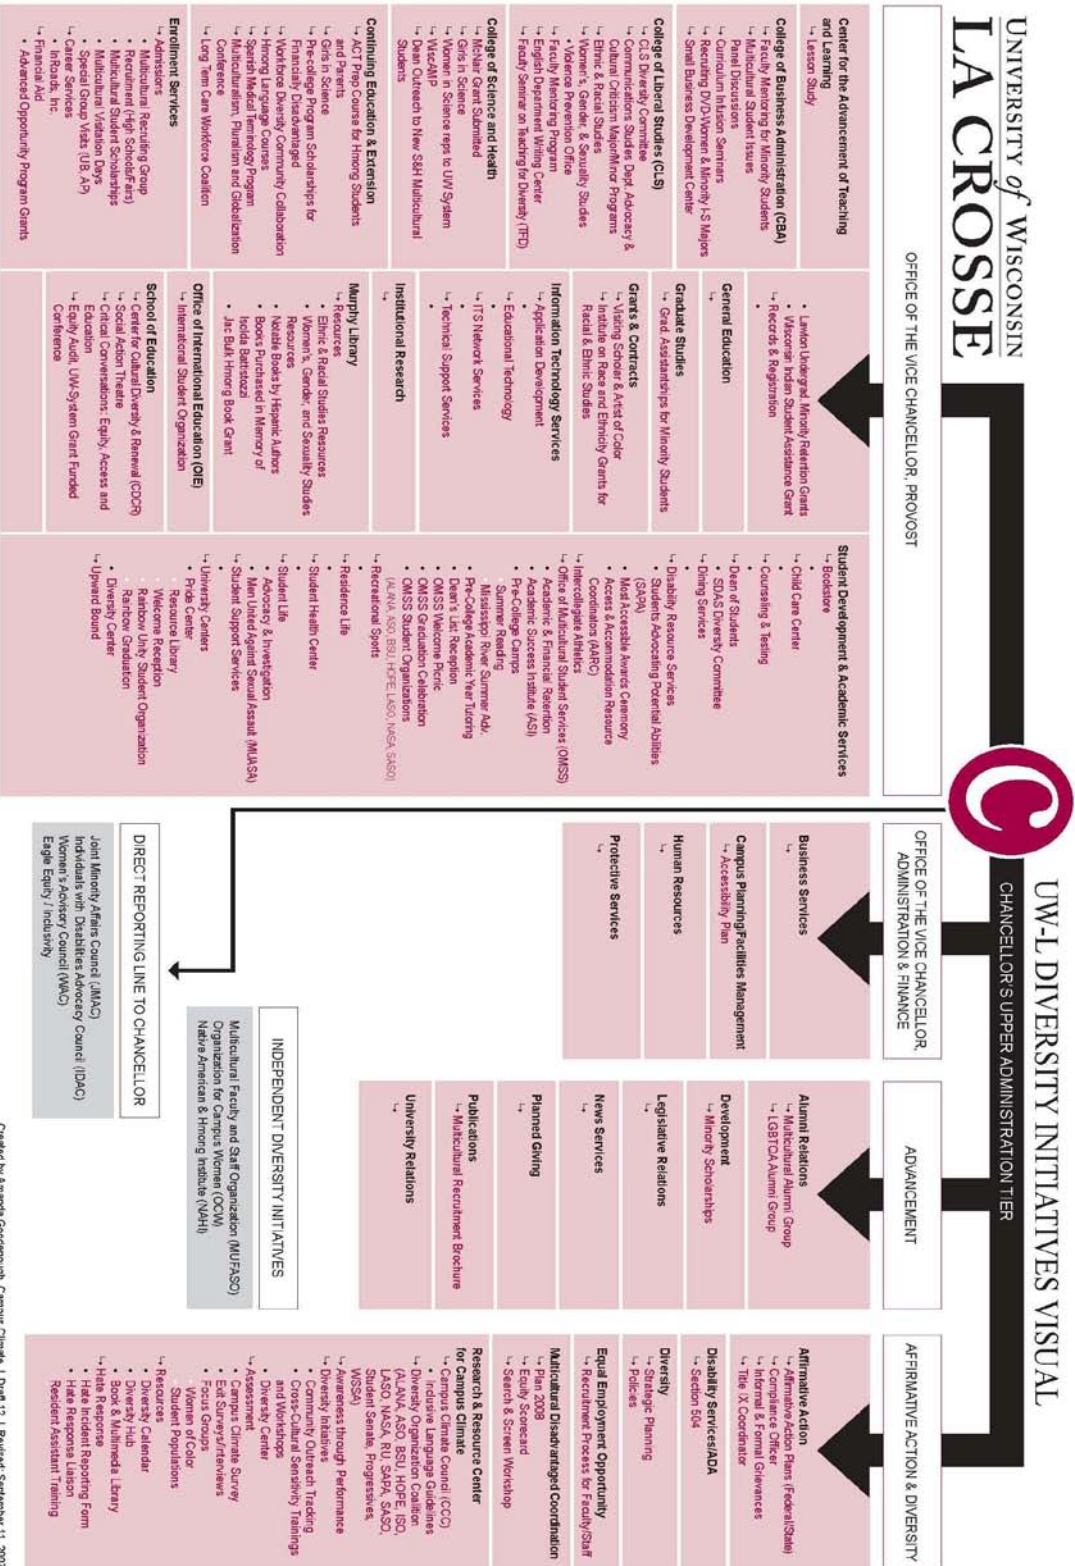 UNIVERSITY of WISCONSIN
LA CROSSE
UW-L DIVERSITY INITIATIVES VISUAL
CHANCELLOR'S UPPER ADMINISTRATION TIER
OFFICE OF THE VICE CHANCELLOR, PROVOST
Center for the Advancement of Teaching
and Learning
↳ Lesson Study
College of Business Administration (CBA)
↳ Faculty Mentoring for Minority Students
↳ Multicultural Student Issues
Panel Discussions
↳ Curriculum Infusion Seminars
↳ Recruiting DVD-Women & Minority I-S Majors
↳ Small Business Development Center
College of Liberal Studies (CLS)
↳ CLS Diversity Committee
↳ Communications Studies Dept. Advocacy &
Cultural Criticism Major/Minor Programs
↳ Ethnic & Racial Studies
↳ Women's, Gender, & Sexuality Studies
• Violence Prevention Office
↳ Faculty Mentoring Program
↳ English Department Writing Center
↳ Faculty Seminar on Teaching for Diversity (TFD)
College of Science and Health
↳ McNair Grant Submitted
↳ Girls in Science
↳ Women in Science reps to UW System
↳ WiscAMP
↳ Dean Outreach to New S&H Multicultural
Students
Continuing Education & Extension
↳ ACT Prep Course for Hmong Students
and Parents
↳ Girls in Science
↳ Pre-college Program Scholarships for
Financially Disadvantaged
↳ Workforce Diversity Community Collaboration
↳ Hmong Language Courses
↳ Spanish Medical Terminology Program
↳ Multiculturalism, Pluralism and Globalization
Conference
↳ Long Term Care Workforce Coalition
Enrollment Services
↳ Admissions
• Multicultural Recruiting Group
• Recruitment (High Schools/Fairs)
• Multicultural Student Scholarships
• Multicultural Visitation Days
• Special Group Visits (UB, AP)
↳ Career Services
• InRoads, Inc.
↳ Financial Aid
• Advanced Opportunity Program Grants
• Lawton Undergrad. Minority Retention Grants
• Wisconsin Indian Student Assistance Grant
↳ Records & Registration
•
General Education
↳
Graduate Studies
↳ Grad. Assistantships for Minority Students
Grants & Contracts
↳ Visiting Scholar & Artist of Color
↳ Institute on Race and Ethnicity Grants for
Racial & Ethnic Studies
Information Technology Services
↳ Application Development
•
↳ Educational Technology
•
↳ ITS Network Services
•
↳ Technical Support Services
•
Institutional Research
↳
Murphy Library
↳ Resources
• Ethnic & Racial Studies Resources
• Women's, Gender, and Sexuality Studies
Resources
• Notable Books by Hispanic Authors
• Books Purchased in Memory of
Isolda Battistozzi
• Jac Bulk Hmong Book Grant
Office of International Education (OIE)
↳ International Student Organization
School of Education
↳ Center for Cultural Diversity & Renewal (CDCR)
↳ Social Action Theatre
↳ Critical Conversations: Equity, Access and
Education
↳ Equity Audit, UW-System Grant Funded
Conference
Student Development & Academic Services
↳ Bookstore
•
↳ Child Care Center
•
↳ Counseling & Testing
•
↳ Dean of Students
• SDAS Diversity Committee
↳ Dining Services
•
↳ Disability Resource Services
• Students Advocating Potential Abilities
(SAPA)
• Most Accessible Awards Ceremony
• Access & Accommodation Resource
Coordinators (AARC)
↳ Intercollegiate Athletics
↳ Office of Multicultural Student Services (OMSS)
• Academic & Financial Retention
• Academic Success Institute (ASI)
• Pre-College Camps
• Summer Reading
• Mississippi River Summer Adv.
• Pre-College Academic Year Tutoring
• Dean's List Reception
• OMSS Welcome Picnic
• OMSS Graduation Celebration
• OMSS Student Organizations
(ALANA, ASO, BSU, HOPE, LASO, NASA, SASO)
↳ Recreational Sports
•
↳ Residence Life
•
↳ Student Health Center
•
↳ Student Life
• Advocacy & Investigation
• Men United Against Sexual Assault (MUASA)
↳ Student Support Services
•
↳ University Centers
• Pride Center
• Resource Library
• Welcome Reception
• Rainbow Unity Student Organization
• Rainbow Graduation
• Diversity Center
↳ Upward Bound
OFFICE OF THE VICE CHANCELLOR,
ADMINISTRATION & FINANCE
Business Services
↳
Campus Planning/Facilities Management
↳ Accessibility Plan
Human Resources
↳
Protective Services
↳
ADVANCEMENT
Alumni Relations
↳ Multicultural Alumni Group
↳ LGBTQA Alumni Group
Development
↳ Minority Scholarships
Legislative Relations
↳
News Services
↳
Planned Giving
↳
Publications
↳ Multicultural Recruitment Brochure
University Relations
↳
AFFIRMATIVE ACTION & DIVERSITY
Affirmative Action
↳ Affirmative Action Plans (Federal/State)
↳ Compliance Officer
↳ Informal & Formal Grievances
↳ Title IX Coordinator
Disability Services/ADA
↳ Section 504
Diversity
↳ Strategic Planning
↳ Policies
Equal Employment Opportunity
↳ Recruitment Process for Faculty/Staff
Multicultural Disadvantaged Coordination
↳ Plan 2008
↳ Equity Scorecard
↳ Search & Screen Workshop
Research & Resource Center
for Campus Climate
↳ Campus Climate Council (CCC)
• Inclusive Language Guidelines
↳ Diversity Organization Coalition
(ALANA, ASO, BSU, HOPE, ISO,
LASO, NASA, RU, SAPA, SASO,
Student Senate, Progressives,
WGSA)
↳ Awareness through Performance
↳ Diversity Initiatives
• Community Outreach Tracking
• Cross-Cultural Sensitivity Trainings
and Workshops
• Diversity Center
↳ Assessment
• Campus Climate Survey
• Exit Surveys/Interviews
• Focus Groups
• Women of Color
• Student Populations
↳ Resources
• Diversity Calendar
• Diversity Hub
• Book & Multimedia Library
↳ Hate Response
• Hate Incident Reporting Form
• Hate Response Liaison
• Resident Assistant Training
DIRECT REPORTING LINE TO CHANCELLOR
Joint Minority Affairs Council (JMAC)
Individuals with Disabilities Advocacy Council (IDAC)
Women's Advisory Council (WAC)
Eagle Equity / Inclusivity
INDEPENDENT DIVERSITY INITIATIVES
Multicultural Faculty and Staff Organization (MUFASO)
Organization for Campus Women (OCW)
Native American & Hmong Institute (NAHI)
Created by Amanda Goodenough, Campus Climate | Draft 12 | Revised: September 11,